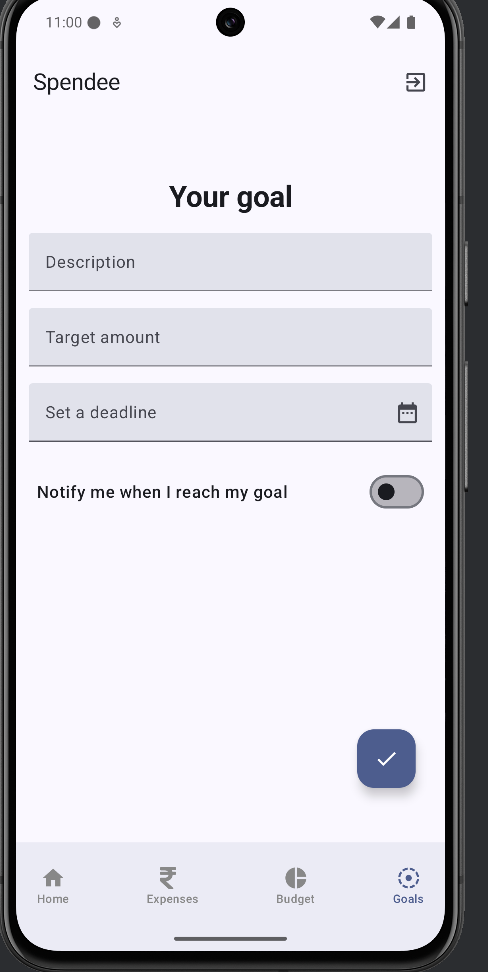 11:00
Spendee
Your goal
Description
Target amount
Set a deadline
Notify me when I reach my goal
Home Expenses Budget Goals